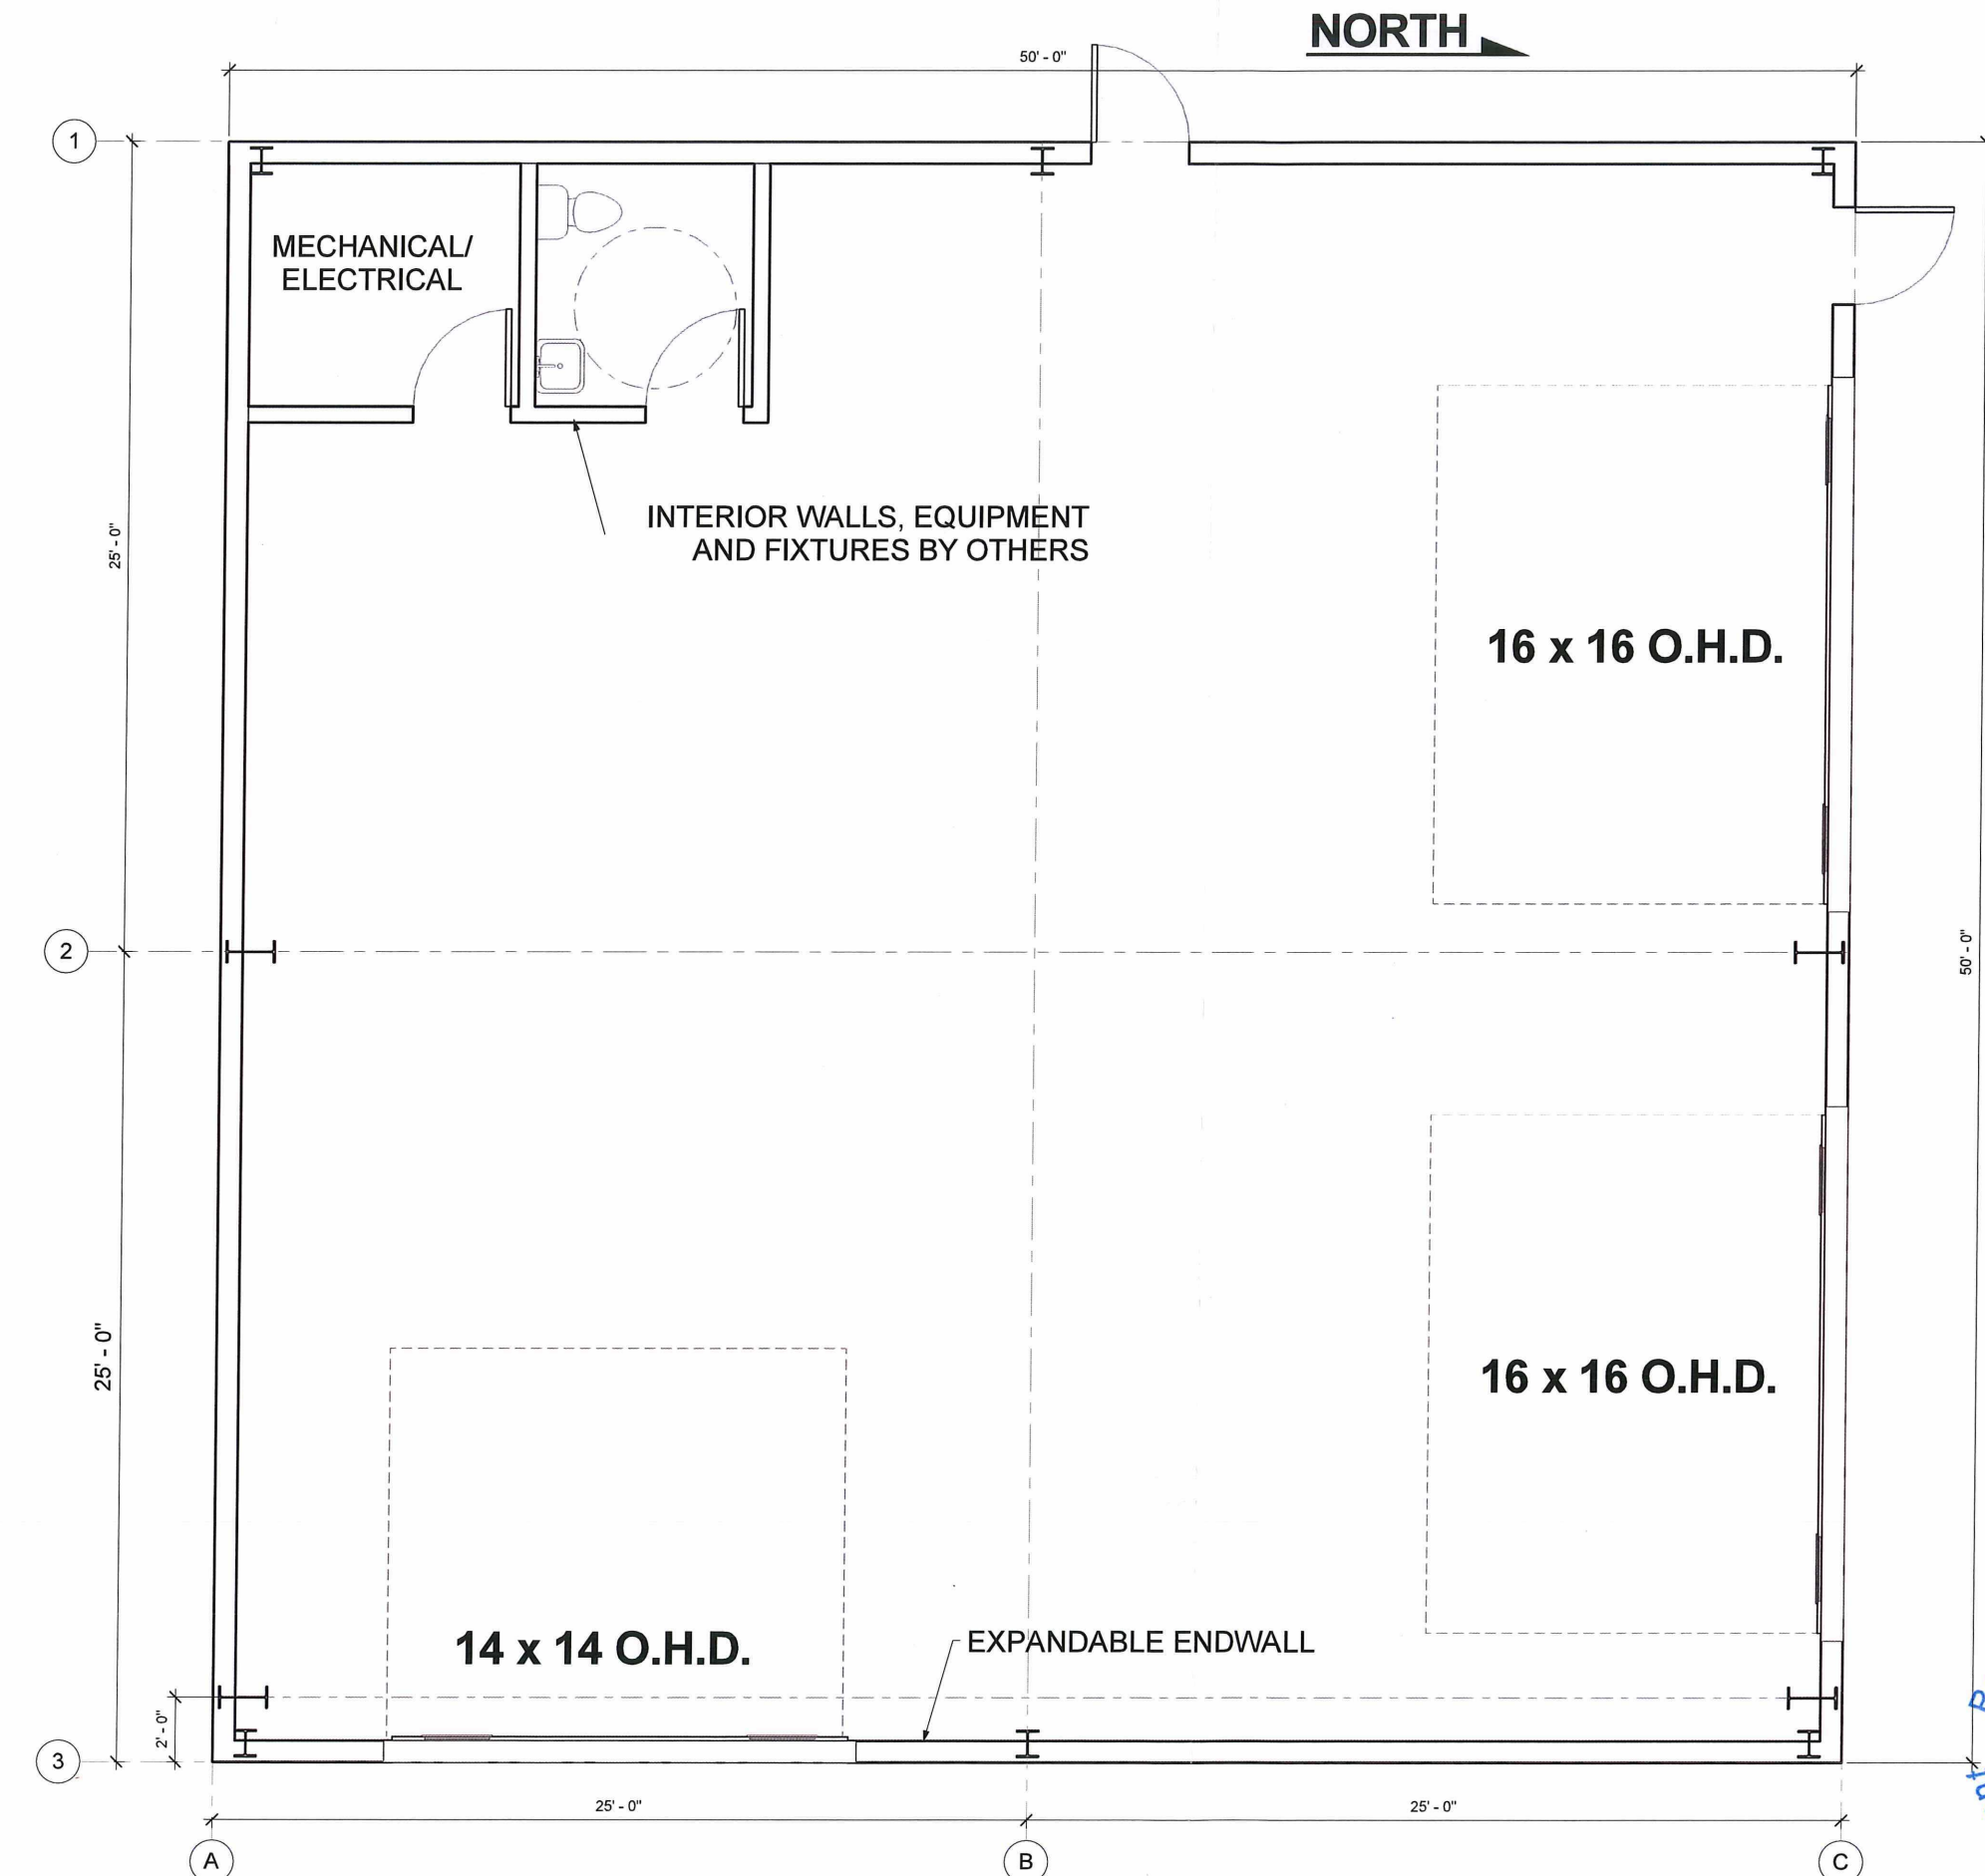 NORTH
50' - 0"
1
MECHANICAL/
ELECTRICAL
25' - 0"
INTERIOR WALLS, EQUIPMENT
AND FIXTURES BY OTHERS
16 x 16 O.H.D.
2
50' - 0"
25' - 0"
16 x 16 O.H.D.
14 x 14 O.H.D.
EXPANDABLE ENDWALL
2' - 0"
3
25' - 0"
25' - 0"
A
B
C